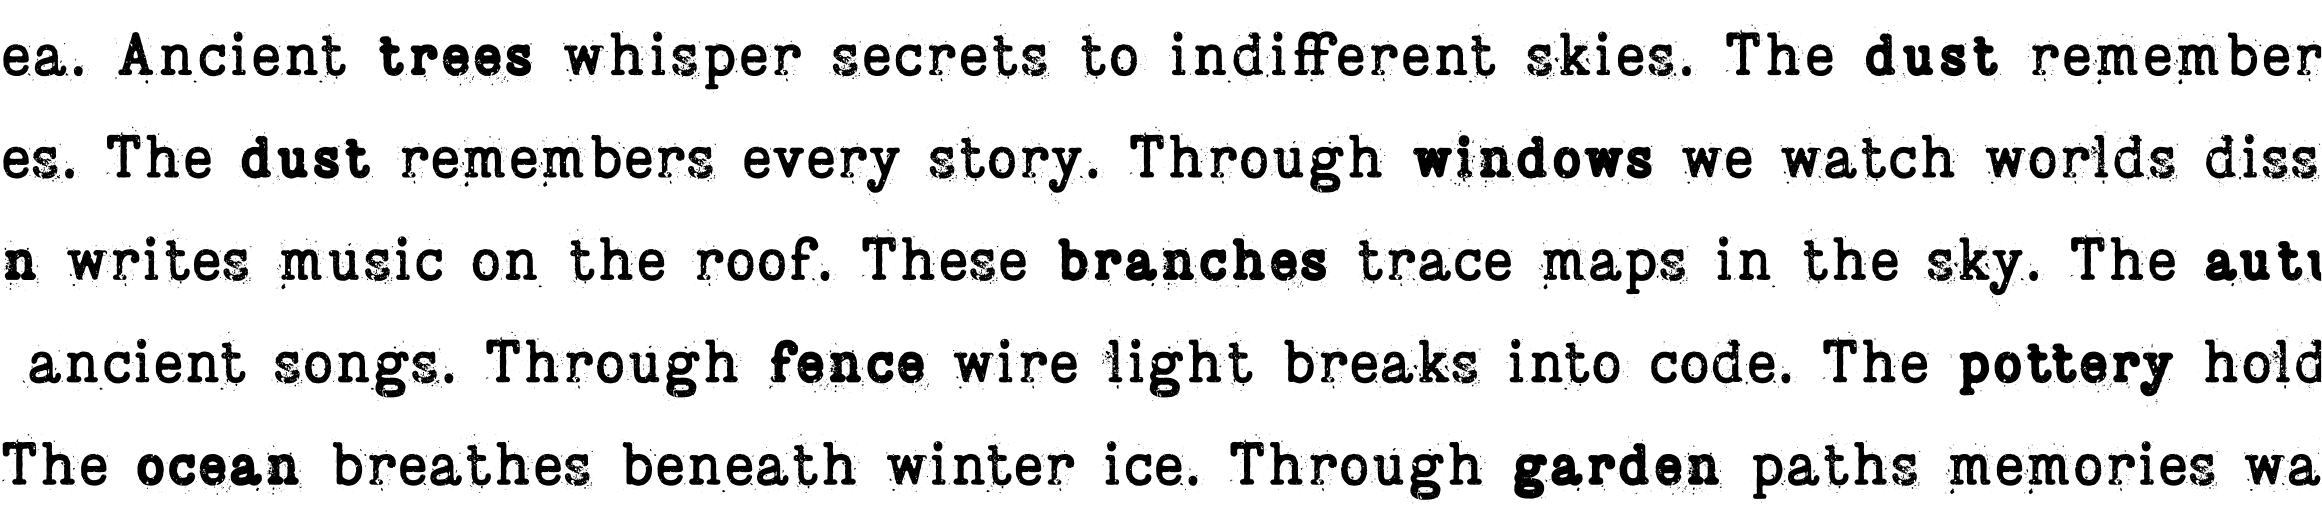 ea. Ancient trees whisper secrets to indifferent skies. The dust remember
es. The dust remembers every story. Through windows we watch worlds diss
n writes music on the roof. These branches trace maps in the sky. The autu
ancient songs. Through fence wire light breaks into code. The pottery hold
The ocean breathes beneath winter ice. Through garden paths memories wa